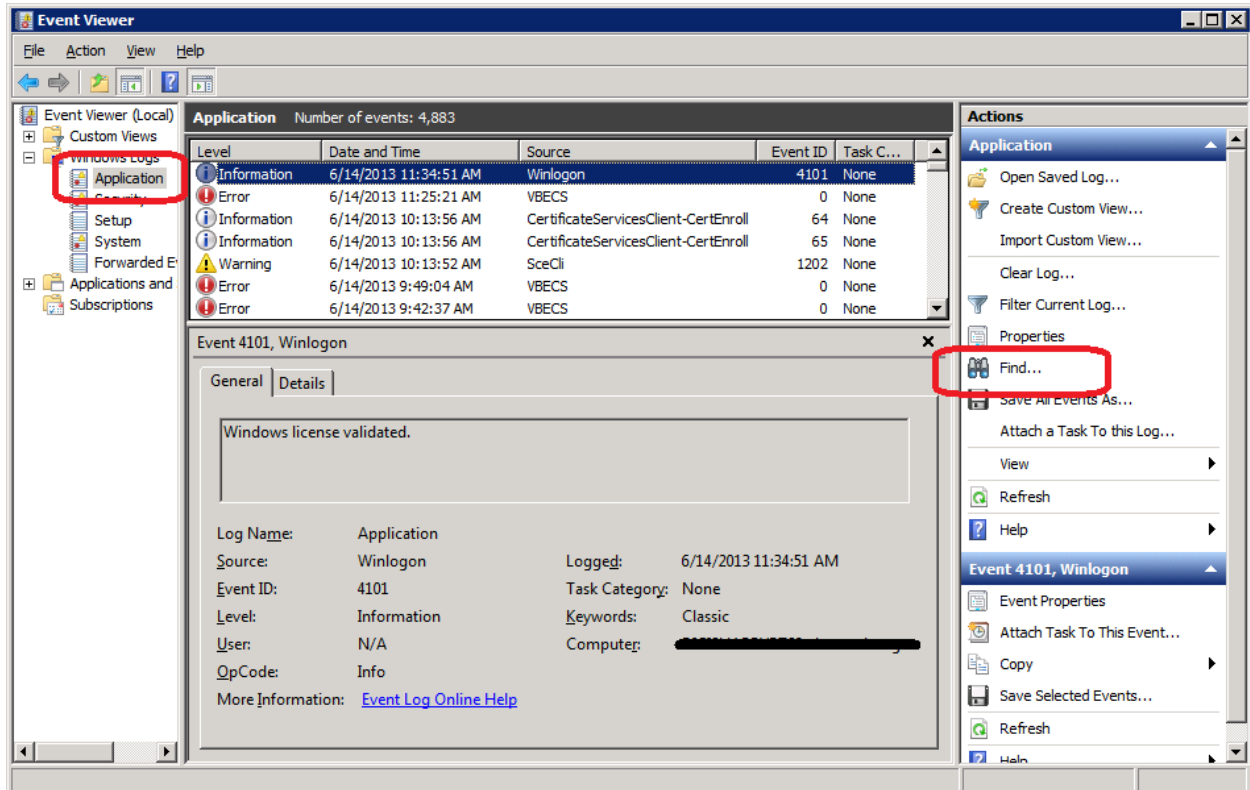 Event Viewer
File Action View Help
Event Viewer (Local)
Custom Views
Windows Logs
Application
Security
Setup
System
Forwarded E
Applications and
Subscriptions
Application Number of events: 4,883
Level Date and Time Source Event ID Task C...
Information 6/14/2013 11:34:51 AM Winlogon 4101 None
Error 6/14/2013 11:25:21 AM VBECS 0 None
Information 6/14/2013 10:13:56 AM CertificateServicesClient-CertEnroll 64 None
Information 6/14/2013 10:13:56 AM CertificateServicesClient-CertEnroll 65 None
Warning 6/14/2013 10:13:52 AM SceCli 1202 None
Error 6/14/2013 9:49:04 AM VBECS 0 None
Error 6/14/2013 9:42:37 AM VBECS 0 None
Event 4101, Winlogon
General Details
Windows license validated.
Log Name: Application
Source: Winlogon Logged: 6/14/2013 11:34:51 AM
Event ID: 4101 Task Category: None
Level: Information Keywords: Classic
User: N/A Computer:
OpCode: Info
More Information: Event Log Online Help
Actions
Application
Open Saved Log...
Create Custom View...
Import Custom View...
Clear Log...
Filter Current Log...
Properties
Find...
Save All Events As...
Attach a Task To this Log...
View
Refresh
Help
Event 4101, Winlogon
Event Properties
Attach Task To This Event...
Copy
Save Selected Events...
Refresh
Help